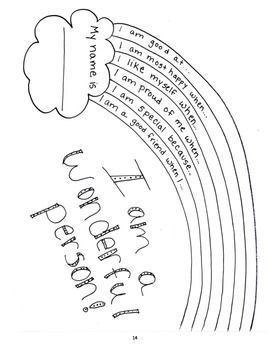 My name is
I am good at...
I am most happy when...
I like myself when...
I am proud of me when...
I am special because...
I am a good friend when I...
I am a
wonderful
person!
14